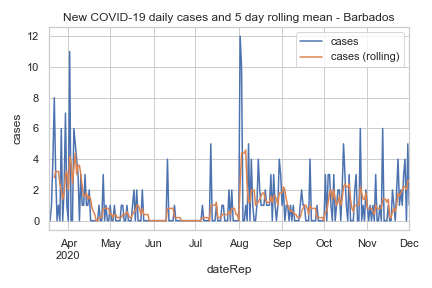 New COVID-19 daily cases and 5 day rolling mean - Barbados
cases
cases (rolling)
12
10
8
6
4
2
0
cases
Apr May Jun Jul Aug Sep Oct Nov Dec
2020
dateRep